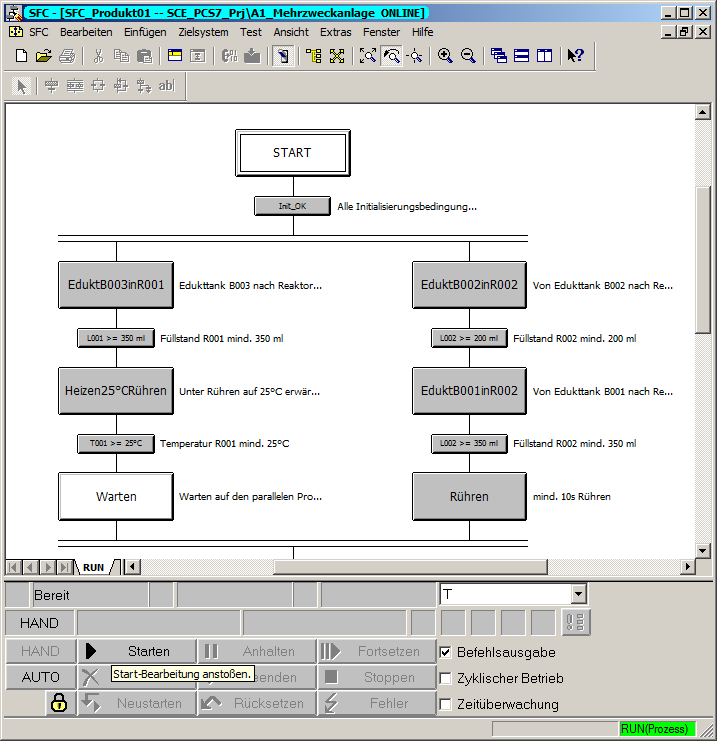 SFC - [SFC_Produkt01 -- SCE_PCS7_Prj\A1_Mehrzweckanlage ONLINE]
SFC Bearbeiten Einfügen Zielsystem Test Ansicht Extras Fenster Hilfe
ab|
START
Init_OK Alle Initialisierungsbedingung...
EduktB003inR001 Edukttank B003 nach Reaktor... EduktB002inR002 Von Edukttank B002 nach Re...
L001 >= 350 ml Füllstand R001 mind. 350 ml L002 >= 200 ml Füllstand R002 mind. 200 ml
Heizen25°CRühren Unter Rühren auf 25°C erwär... EduktB001inR002 Von Edukttank B001 nach Re...
T001 >= 25°C Temperatur R001 mind. 25°C L002 >= 350 ml Füllstand R002 mind. 350 ml
Warten Warten auf den parallelen Pro... Rühren mind. 10s Rühren
RUN
Bereit T
HAND
HAND Starten Anhalten Fortsetzen Befehlsausgabe
AUTO Start-Bearbeitung anstoßen. Stoppen Zyklischer Betrieb
Neustarten Rücksetzen Fehler Zeitüberwachung
RUN(Prozess)